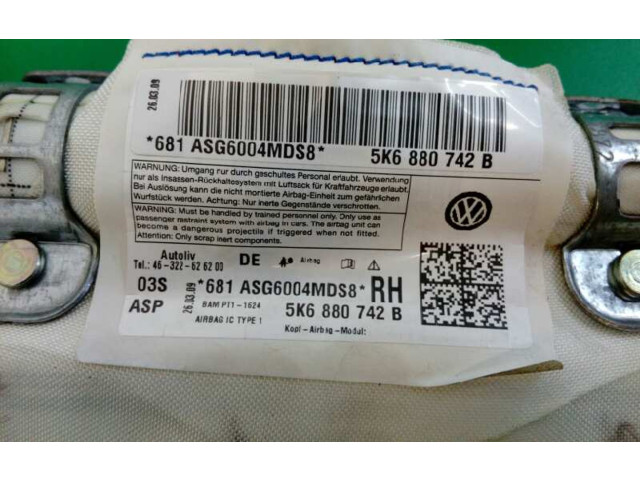 26.03.09
*681 ASG6004MDS8* 5K6 880 742 B
WARNUNG: Umgang nur durch geschultes Personal erlaubt. Verwendung
nur als Insassen-Rückhaltesystem mit Luftsack für Kraftfahrzeuge erlaubt.
Bei Auslösung kann die nicht montierte Airbag-Einheit zum gefährlichen
Wurfstück werden. Achtung: Nur inerte Gegenstände verschrotten.
WARNING: Must be handled by trained personnel only. Only use as
passenger restraint system with airbag in cars. The airbag unit can
become a dangerous projectile if triggered when not fitted.
Attention: Only scrap inert components.
Autoliv DE Airbag
Tel.: 46-322-626200
03S 26.03.09 *681 ASG6004MDS8* RH
ASP BAM PT1-1624 5K6 880 742 B
AIRBAG IC TYPE 1 Kopf-Airbag-Modul